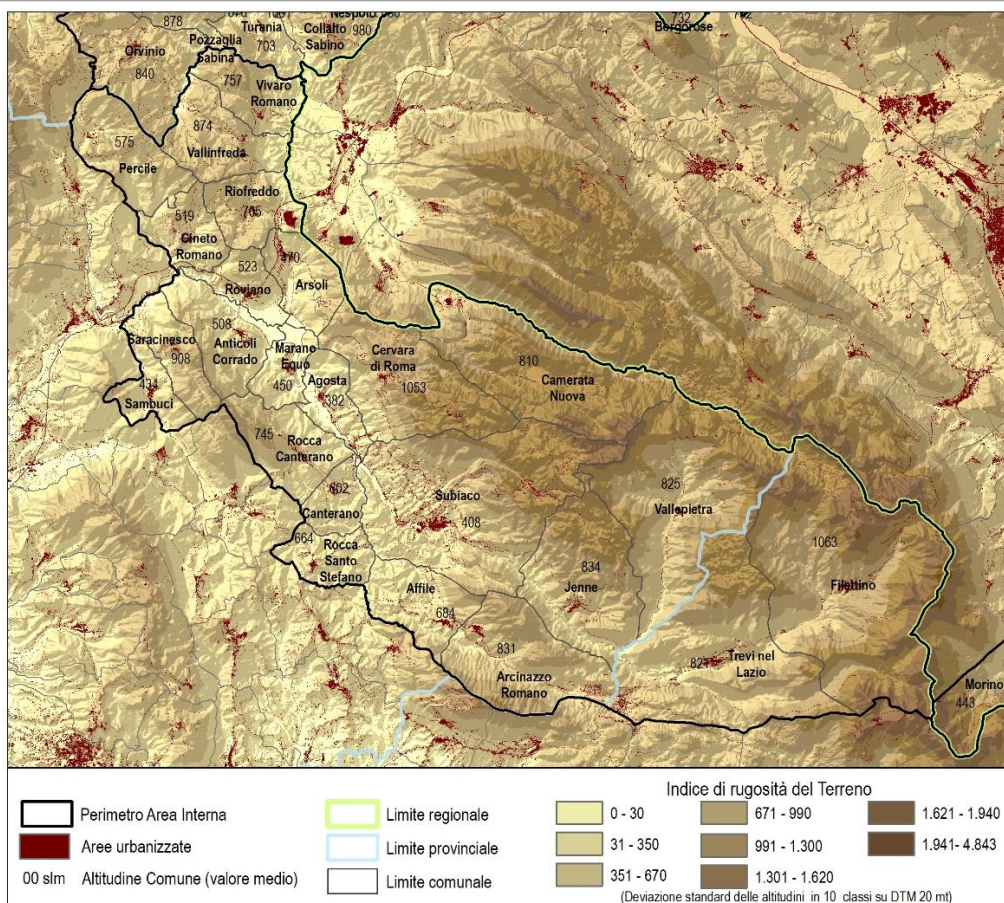 Nespolo
878
Turania
Collalto
Sabino
980
703
Orvinio
840
Pozzaglia
Sabina
757
Vivaro
Romano
Borgorose
732
575
Percile
874
Vallinfreda
Riofreddo
705
519
Cineto
Romano
470
523
Roviano
Arsoli
Saracinesco
908
508
Anticoli
Corrado
Marano
Equo
450
Agosta
382
Cervara
di Roma
1053
810
Camerata
Nuova
434
Sambuci
745
Rocca
Canterano
602
Canterano
664
Rocca
Santo
Stefano
Subiaco
408
825
Vallepietra
834
Jenne
1063
Filettino
Affile
684
831
Arcinazzo
Romano
821
Trevi nel
Lazio
Morino
443
Perimetro Area Interna
Aree urbanizzate
00 slm Altitudine Comune (valore medio)
Limite regionale
Limite provinciale
Limite comunale
Indice di rugosità del Terreno
0 - 30
31 - 350
351 - 670
671 - 990
991 - 1.300
1.301 - 1.620
1.621 - 1.940
1.941- 4.843
(Deviazione standard delle altitudini in 10 classi su DTM 20 mt)